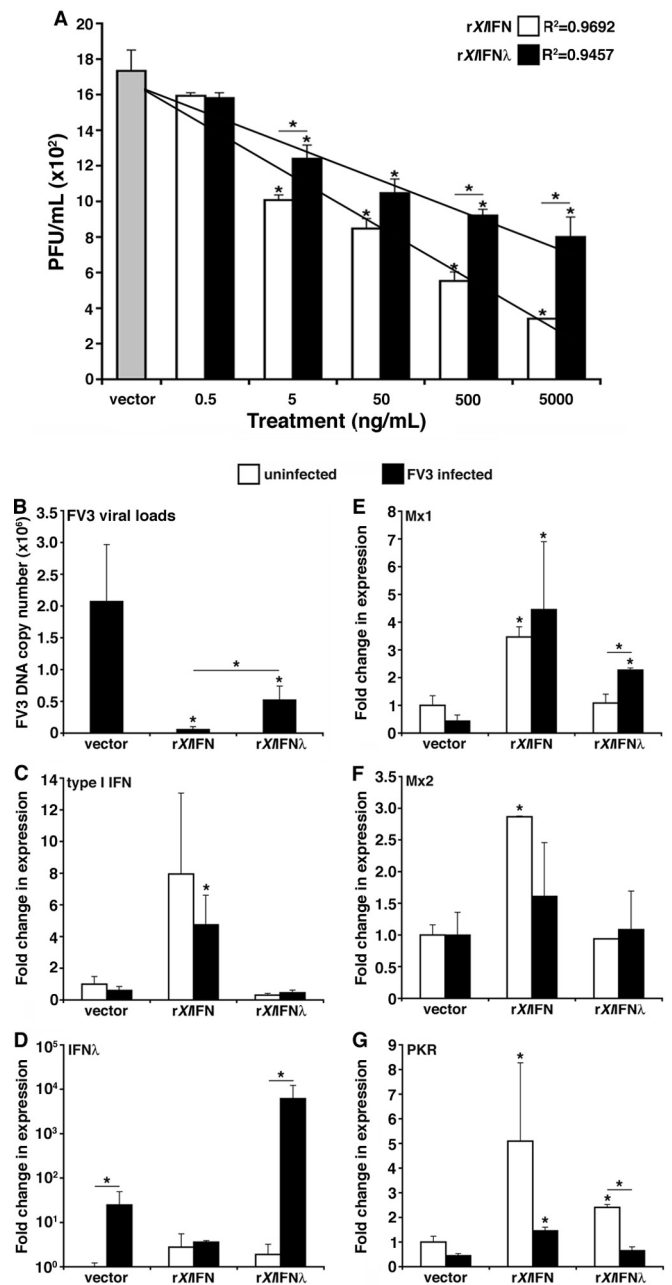 A
rXlIFN R²=0.9692
rXlIFNλ R²=0.9457
PFU/mL (x10²)
20
18
16
14
12
10
8
6
4
2
0
* * * * * * * * * * *
vector 0.5 5 50 500 5000
Treatment (ng/mL)
uninfected FV3 infected
B FV3 viral loads
FV3 DNA copy number (x10⁶)
3.5
3.0
2.5
2.0
1.5
1.0
0.5
0
* * *
vector rXlIFN rXlIFNλ
C type I IFN
Fold change in expression
14
12
10
8
6
4
2
0
*
vector rXlIFN rXlIFNλ
D IFNλ
Fold change in expression
10⁵
10⁴
10³
10²
10¹
10⁰
* *
vector rXlIFN rXlIFNλ
E Mx1
Fold change in expression
8
7
6
5
4
3
2
1
0
* * * *
vector rXlIFN rXlIFNλ
F Mx2
Fold change in expression
3.5
3.0
2.5
2.0
1.5
1.0
0.5
0
*
vector rXlIFN rXlIFNλ
G PKR
Fold change in expression
9
8
7
6
5
4
3
2
1
0
* * * *
vector rXlIFN rXlIFNλ